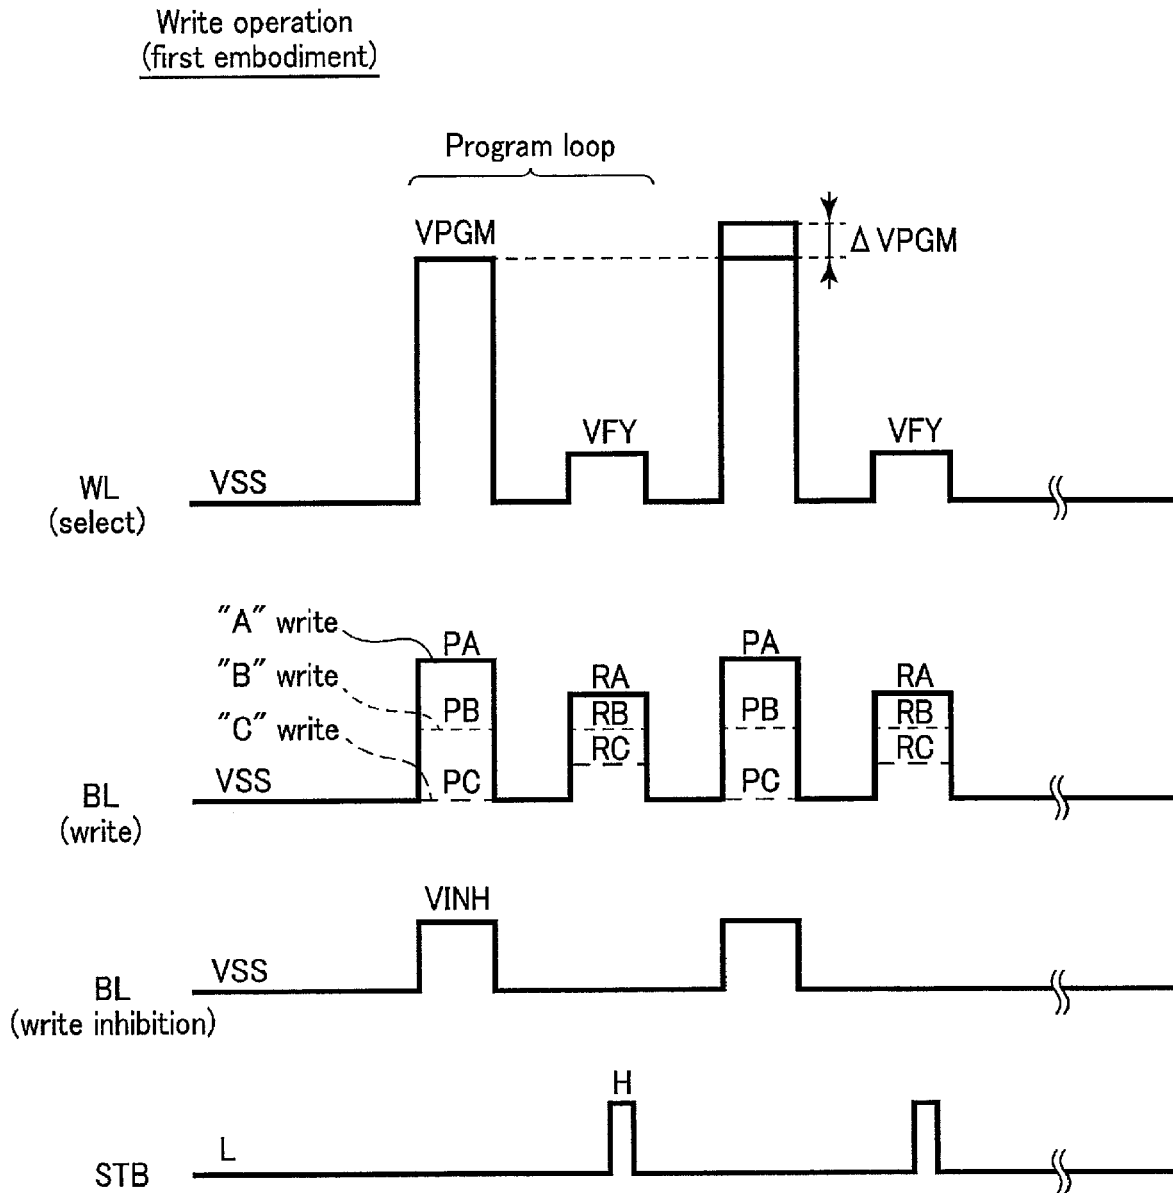 Write operation
(first embodiment)
Program loop
VPGM
Δ VPGM
VFY
VFY
VSS
WL
(select)
"A" write
PA
PA
"B" write
RA
RA
PB
RB
PB
RB
"C" write
RC
RC
VSS
PC
PC
BL
(write)
VINH
VSS
BL
(write inhibition)
H
L
STB